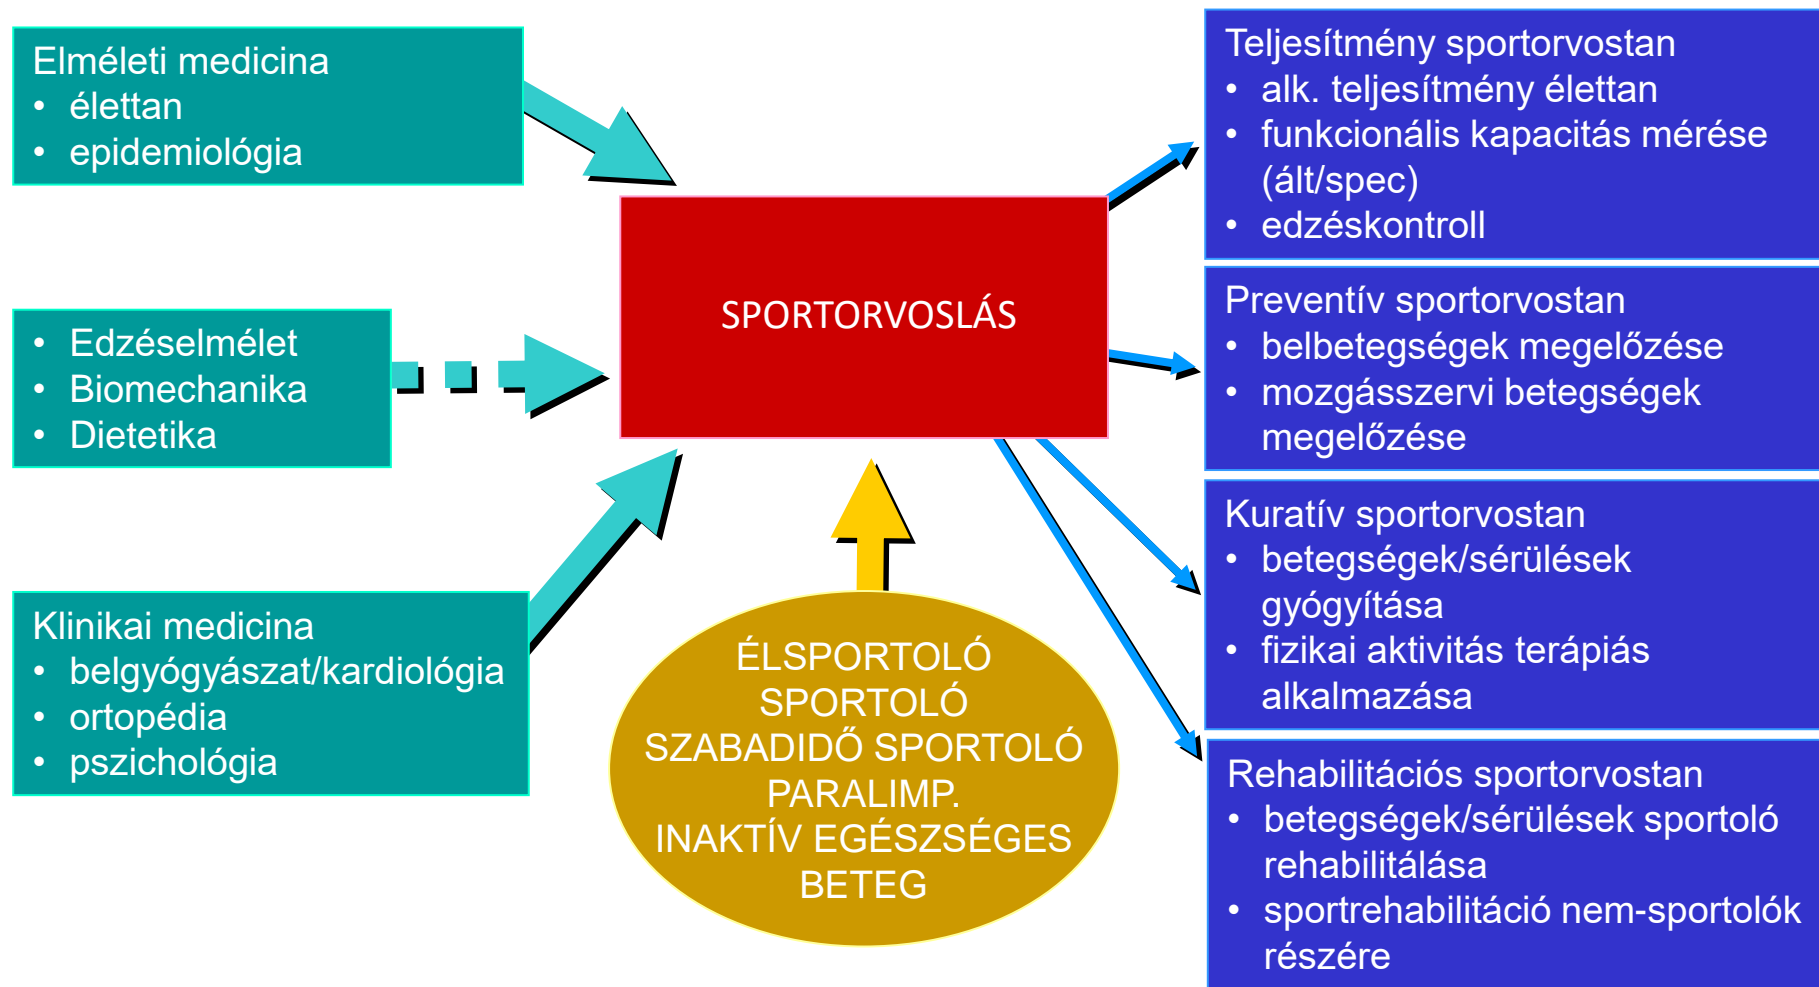 Elméleti medicina
• élettan
• epidemiológia
• Edzéselmélet
• Biomechanika
• Dietetika
Klinikai medicina
• belgyógyászat/kardiológia
• ortopédia
• pszichológia
SPORTORVOSLÁS
ÉLSPORTOLÓ
SPORTOLÓ
SZABADIDŐ SPORTOLÓ
PARALIMP.
INAKTÍV EGÉSZSÉGES
BETEG
Teljesítmény sportorvostan
• alk. teljesítmény élettan
• funkcionális kapacitás mérése
(ált/spec)
• edzéskontroll
Preventív sportorvostan
• belbetegségek megelőzése
• mozgásszervi betegségek
megelőzése
Kuratív sportorvostan
• betegségek/sérülések
gyógyítása
• fizikai aktivitás terápiás
alkalmazása
Rehabilitációs sportorvostan
• betegségek/sérülések sportoló
rehabilitálása
• sportrehabilitáció nem-sportolók
részére